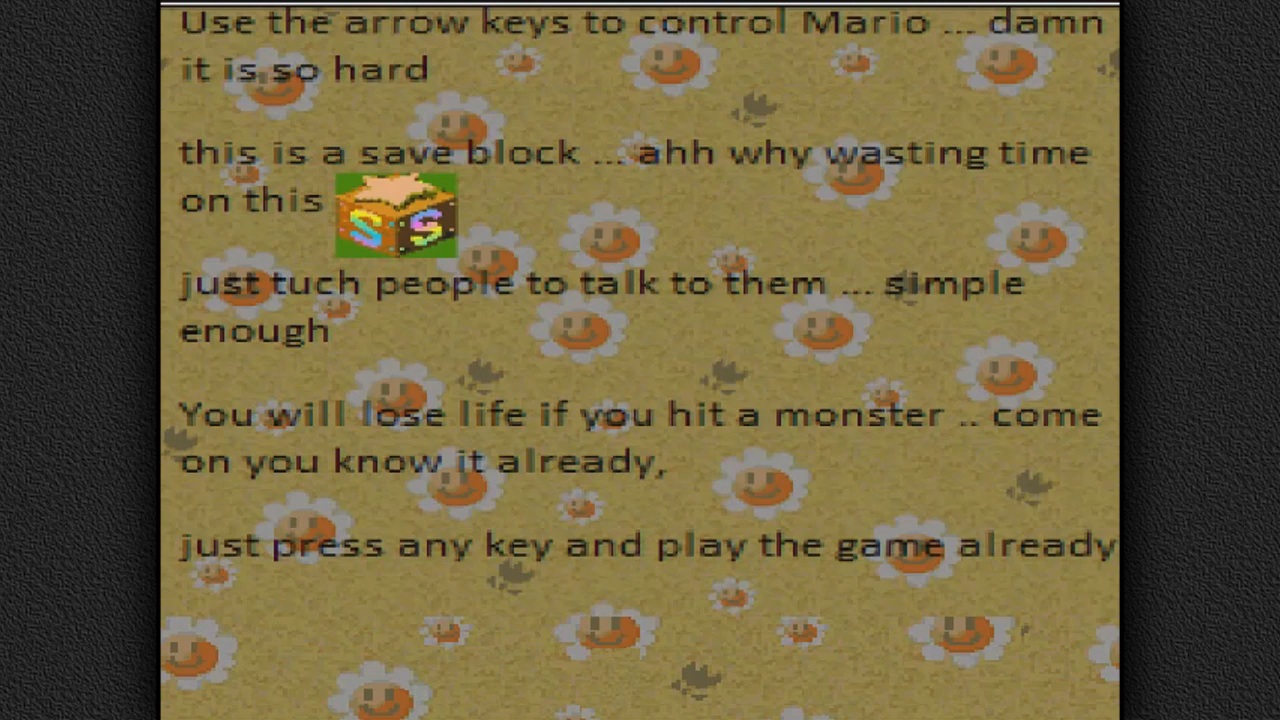 Use the arrow keys to control Mario ... damn
it is so hard
this is a save block ... ahh why wasting time
on this
S S
just tuch people to talk to them ... simple
enough
You will lose life if you hit a monster .. come
on you know it already,
just press any key and play the game already